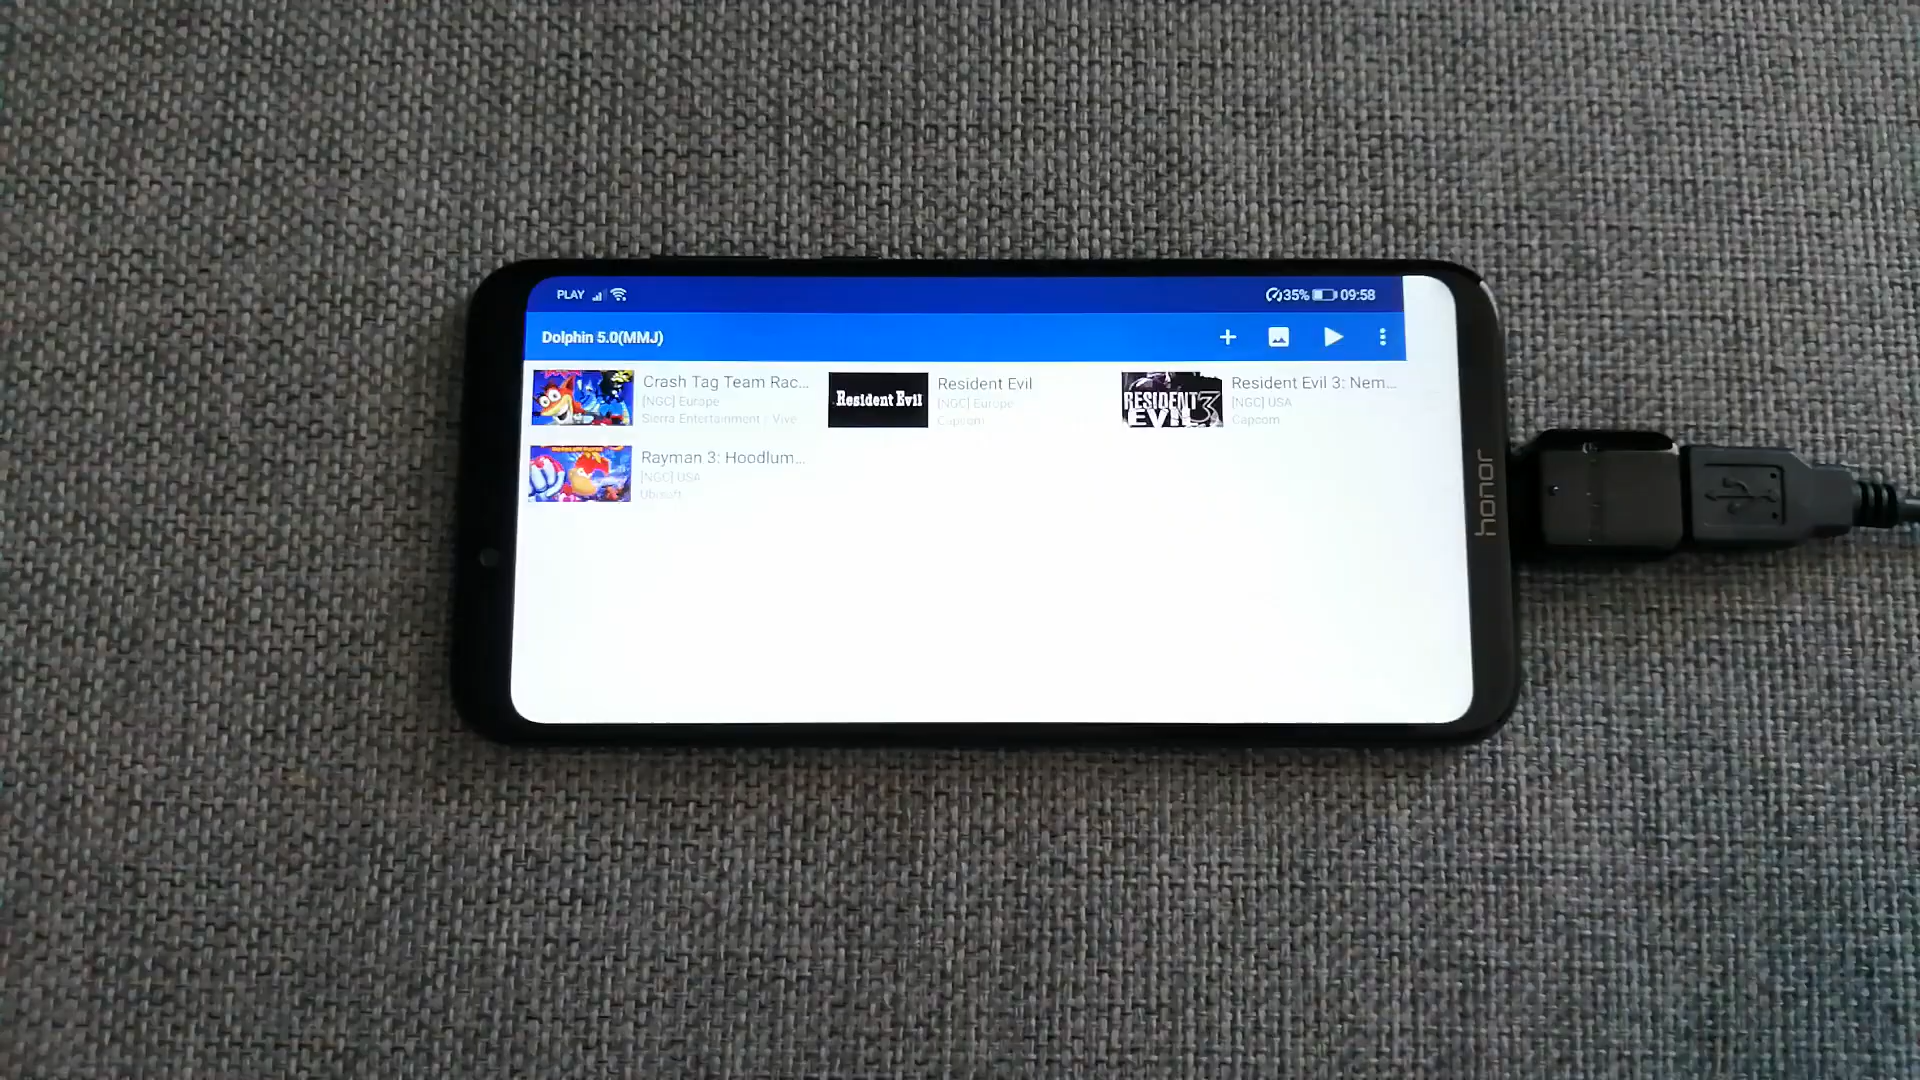 PLAY
35% 09:58
Dolphin 5.0(MMJ)
Crash Tag Team Rac...
[NGC] Europe
Sierra Entertainment / Vive
Resident Evil
Resident Evil
[NGC] Europe
Capcom
RESIDENT
EVIL 3
Resident Evil 3: Nem...
[NGC] USA
Capcom
Rayman 3: Hoodlum...
[NGC] USA
Ubisoft
honor